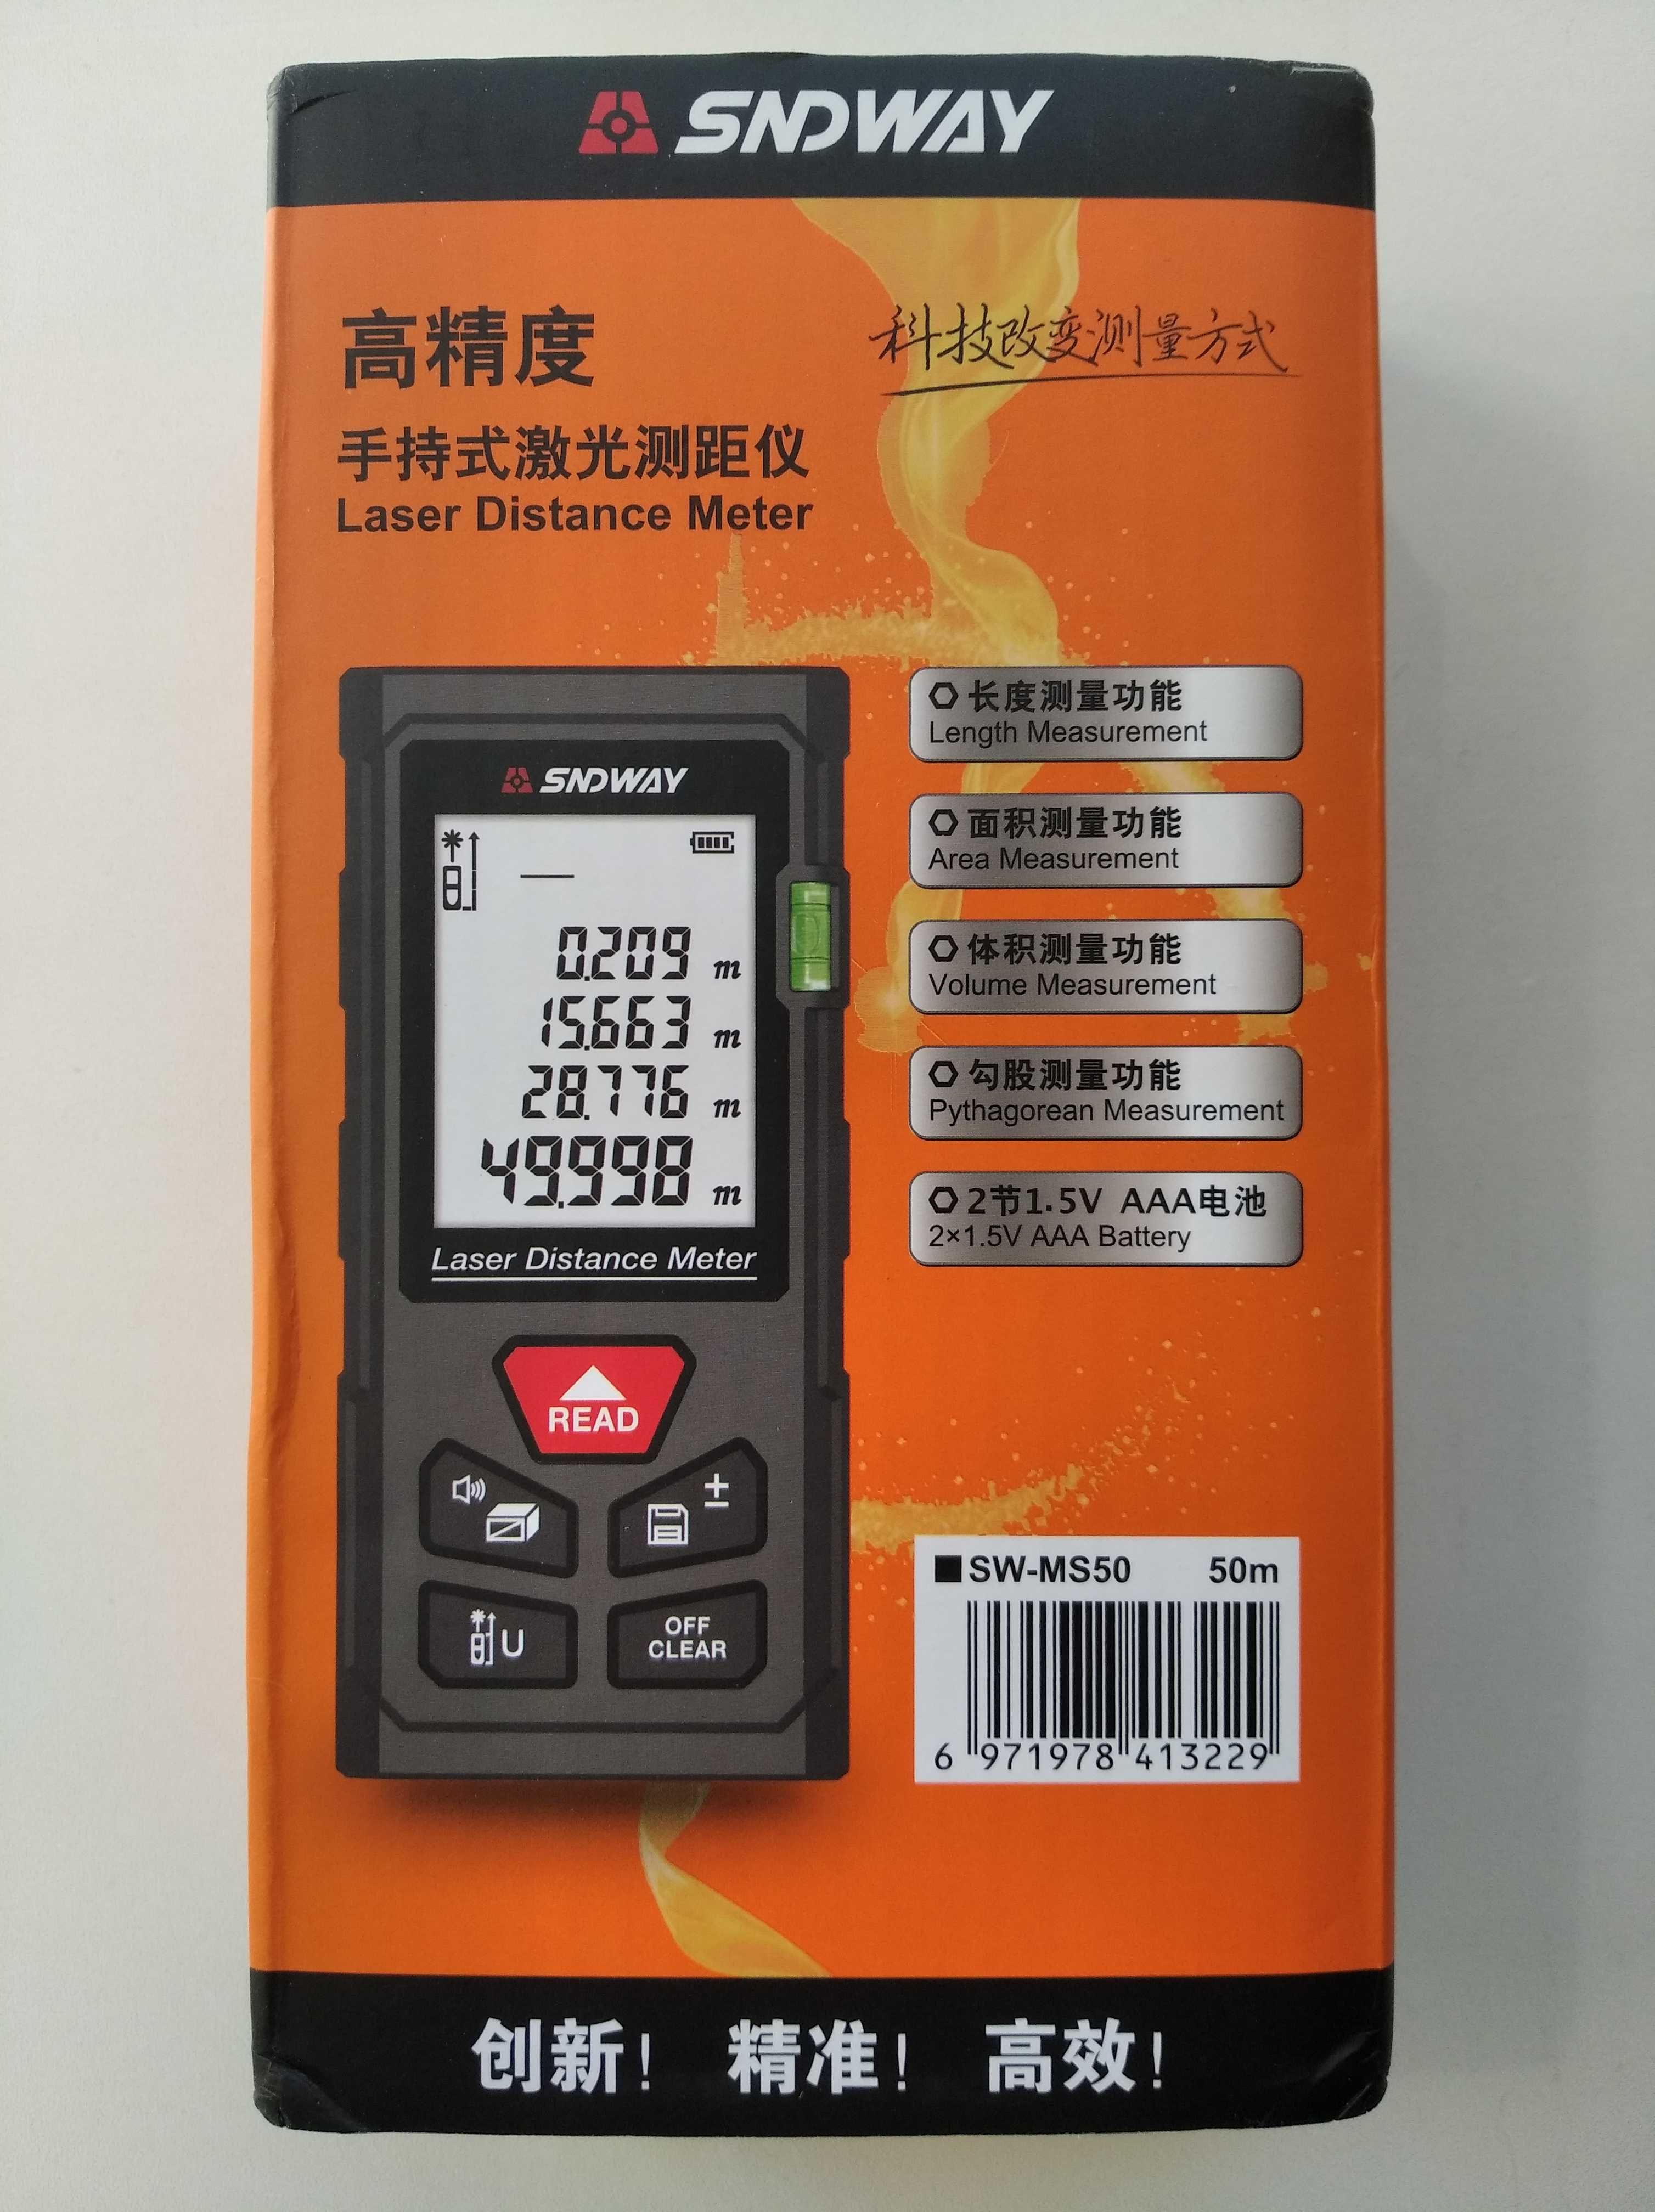 SNDWAY
高精度
科技改变测量方式
手持式激光测距仪
Laser Distance Meter
SNDWAY
0.209 m
15.663 m
28.776 m
49.998 m
Laser Distance Meter
READ
±
U
OFF
CLEAR
长度测量功能
Length Measurement
面积测量功能
Area Measurement
体积测量功能
Volume Measurement
勾股测量功能
Pythagorean Measurement
2节1.5V AAA电池
2×1.5V AAA Battery
SW-MS50 50m
6 971978 413229
创新! 精准! 高效!